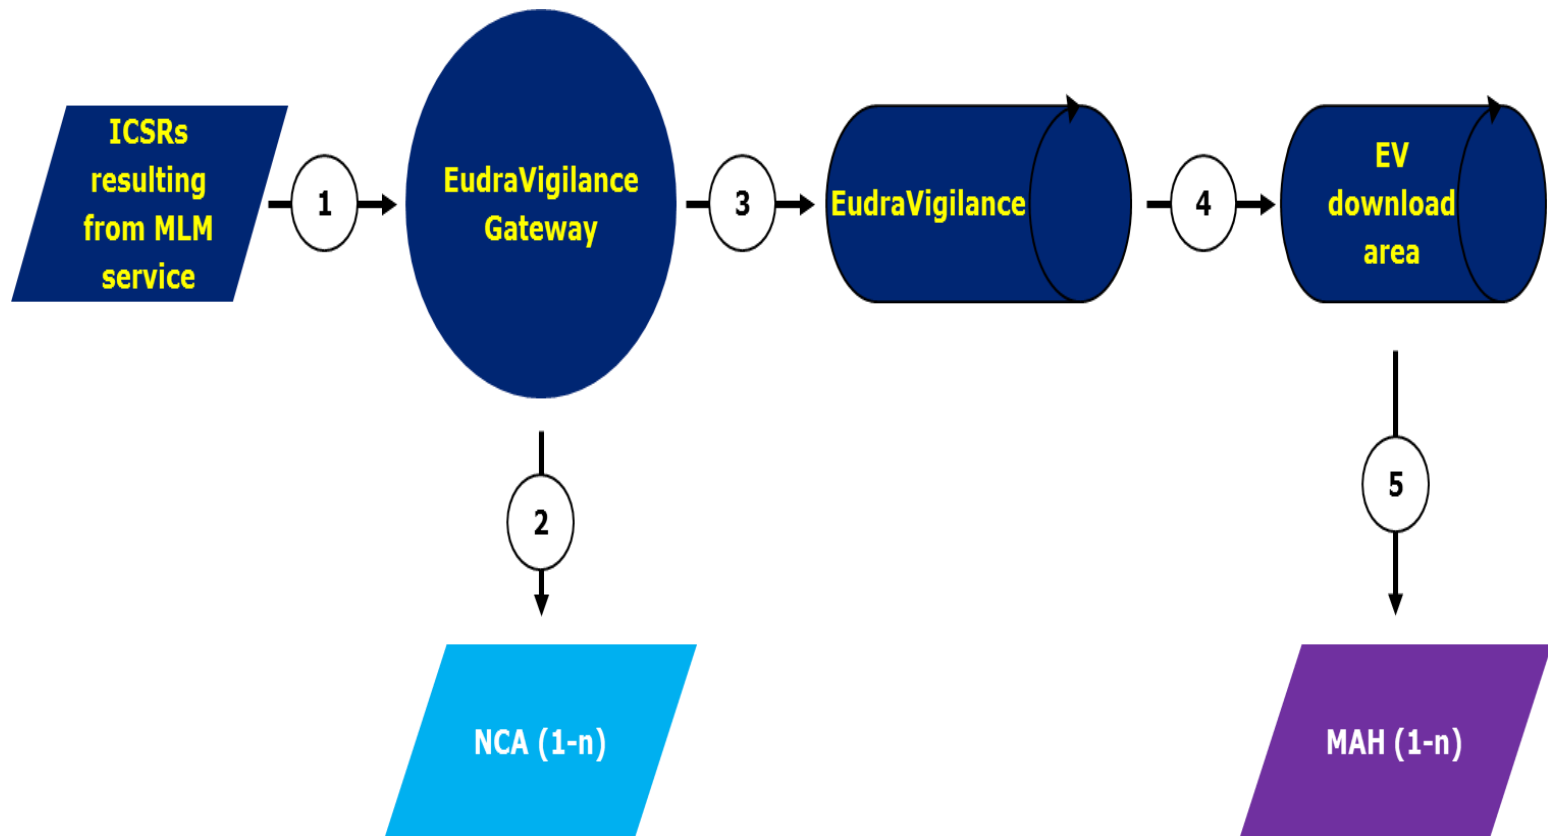 ICSRs
resulting
from MLM
service
1
EudraVigilance
Gateway
3
EudraVigilance
4
EV
download
area
2
5
NCA (1-n)
MAH (1-n)